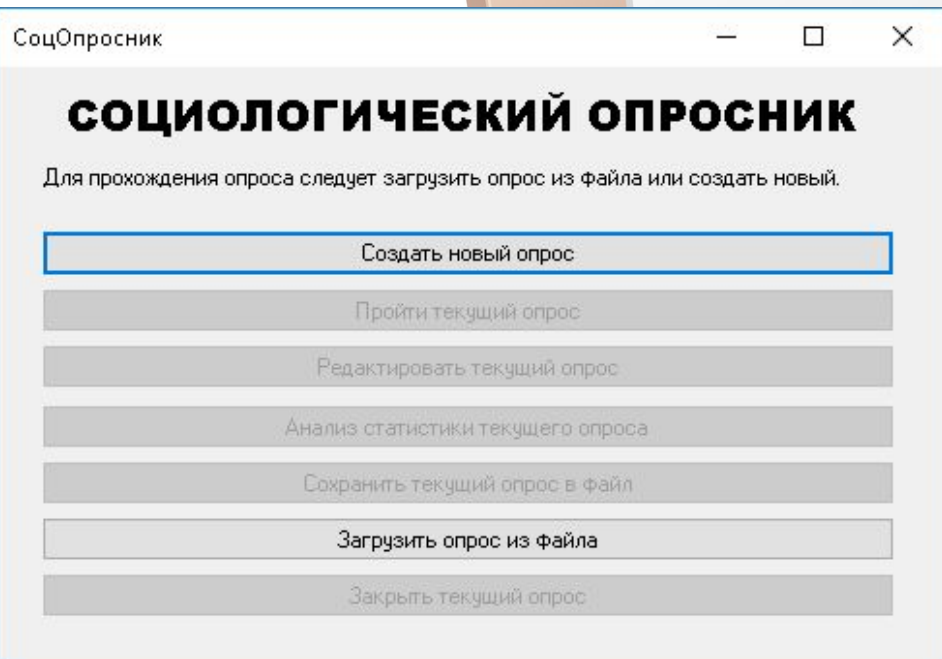 СоцОпросник
СОЦИОЛОГИЧЕСКИЙ ОПРОСНИК
Для прохождения опроса следует загрузить опрос из файла или создать новый.
Создать новый опрос
Пройти текущий опрос
Редактировать текущий опрос
Анализ статистики текущего опроса
Сохранить текущий опрос в файл
Загрузить опрос из файла
Закрыть текущий опрос